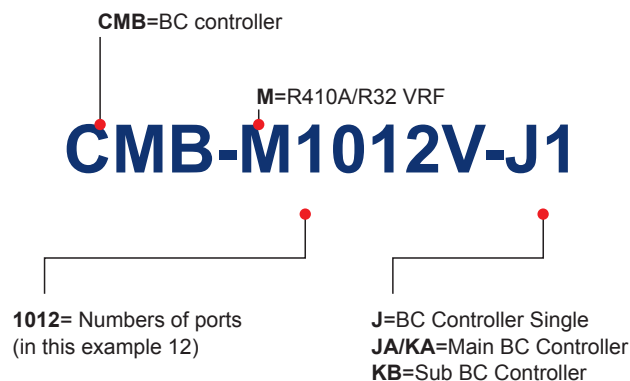 CMB=BC controller
M=R410A/R32 VRF
CMB-M1012V-J1
1012= Numbers of ports
(in this example 12)
J=BC Controller Single
JA/KA=Main BC Controller
KB=Sub BC Controller